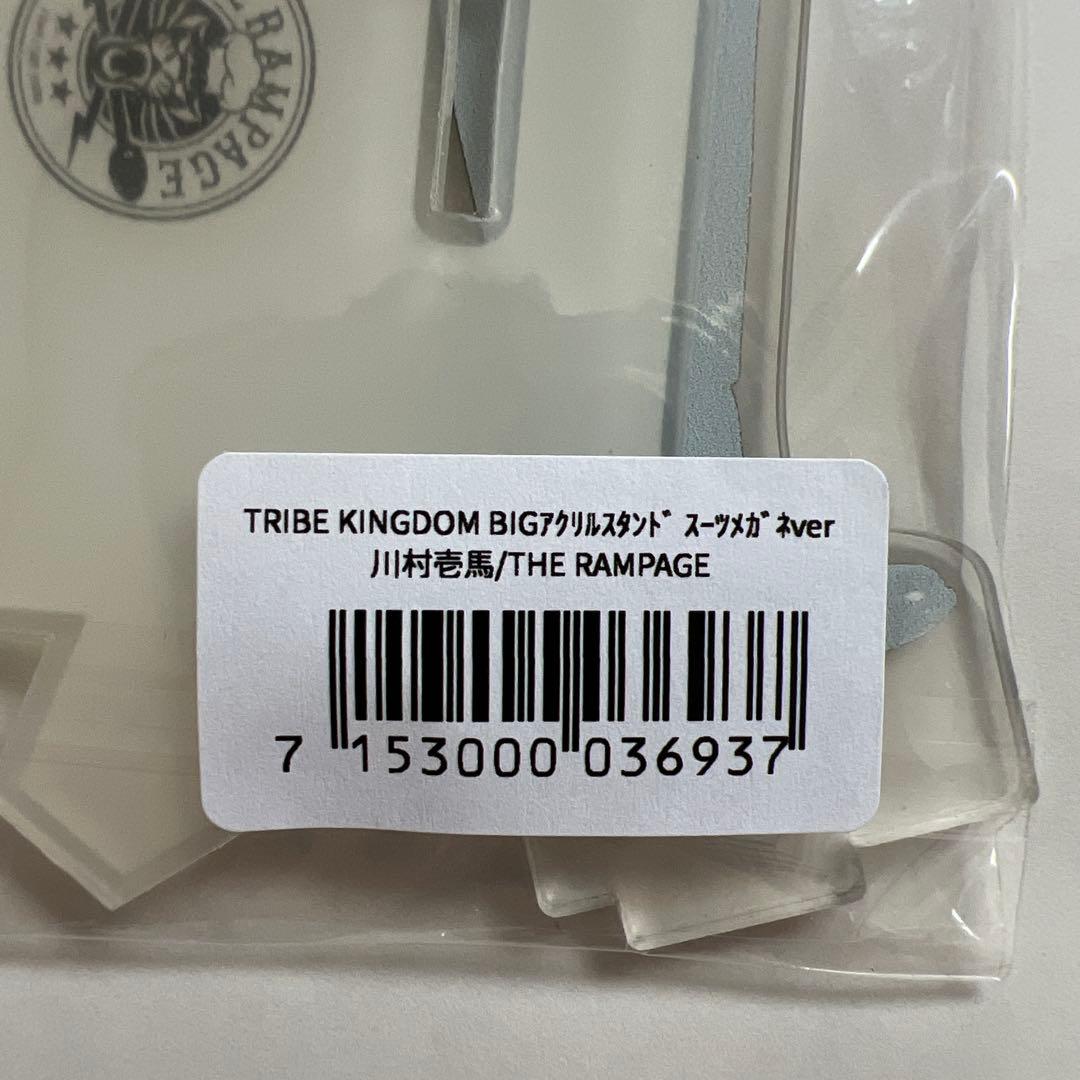 RAMPAGE
TRIBE KINGDOM BIGｱｸﾘﾙｽﾀﾝﾄﾞ ｽｰﾂﾒｶﾞﾈver
川村壱馬/THE RAMPAGE
7 153000 036937